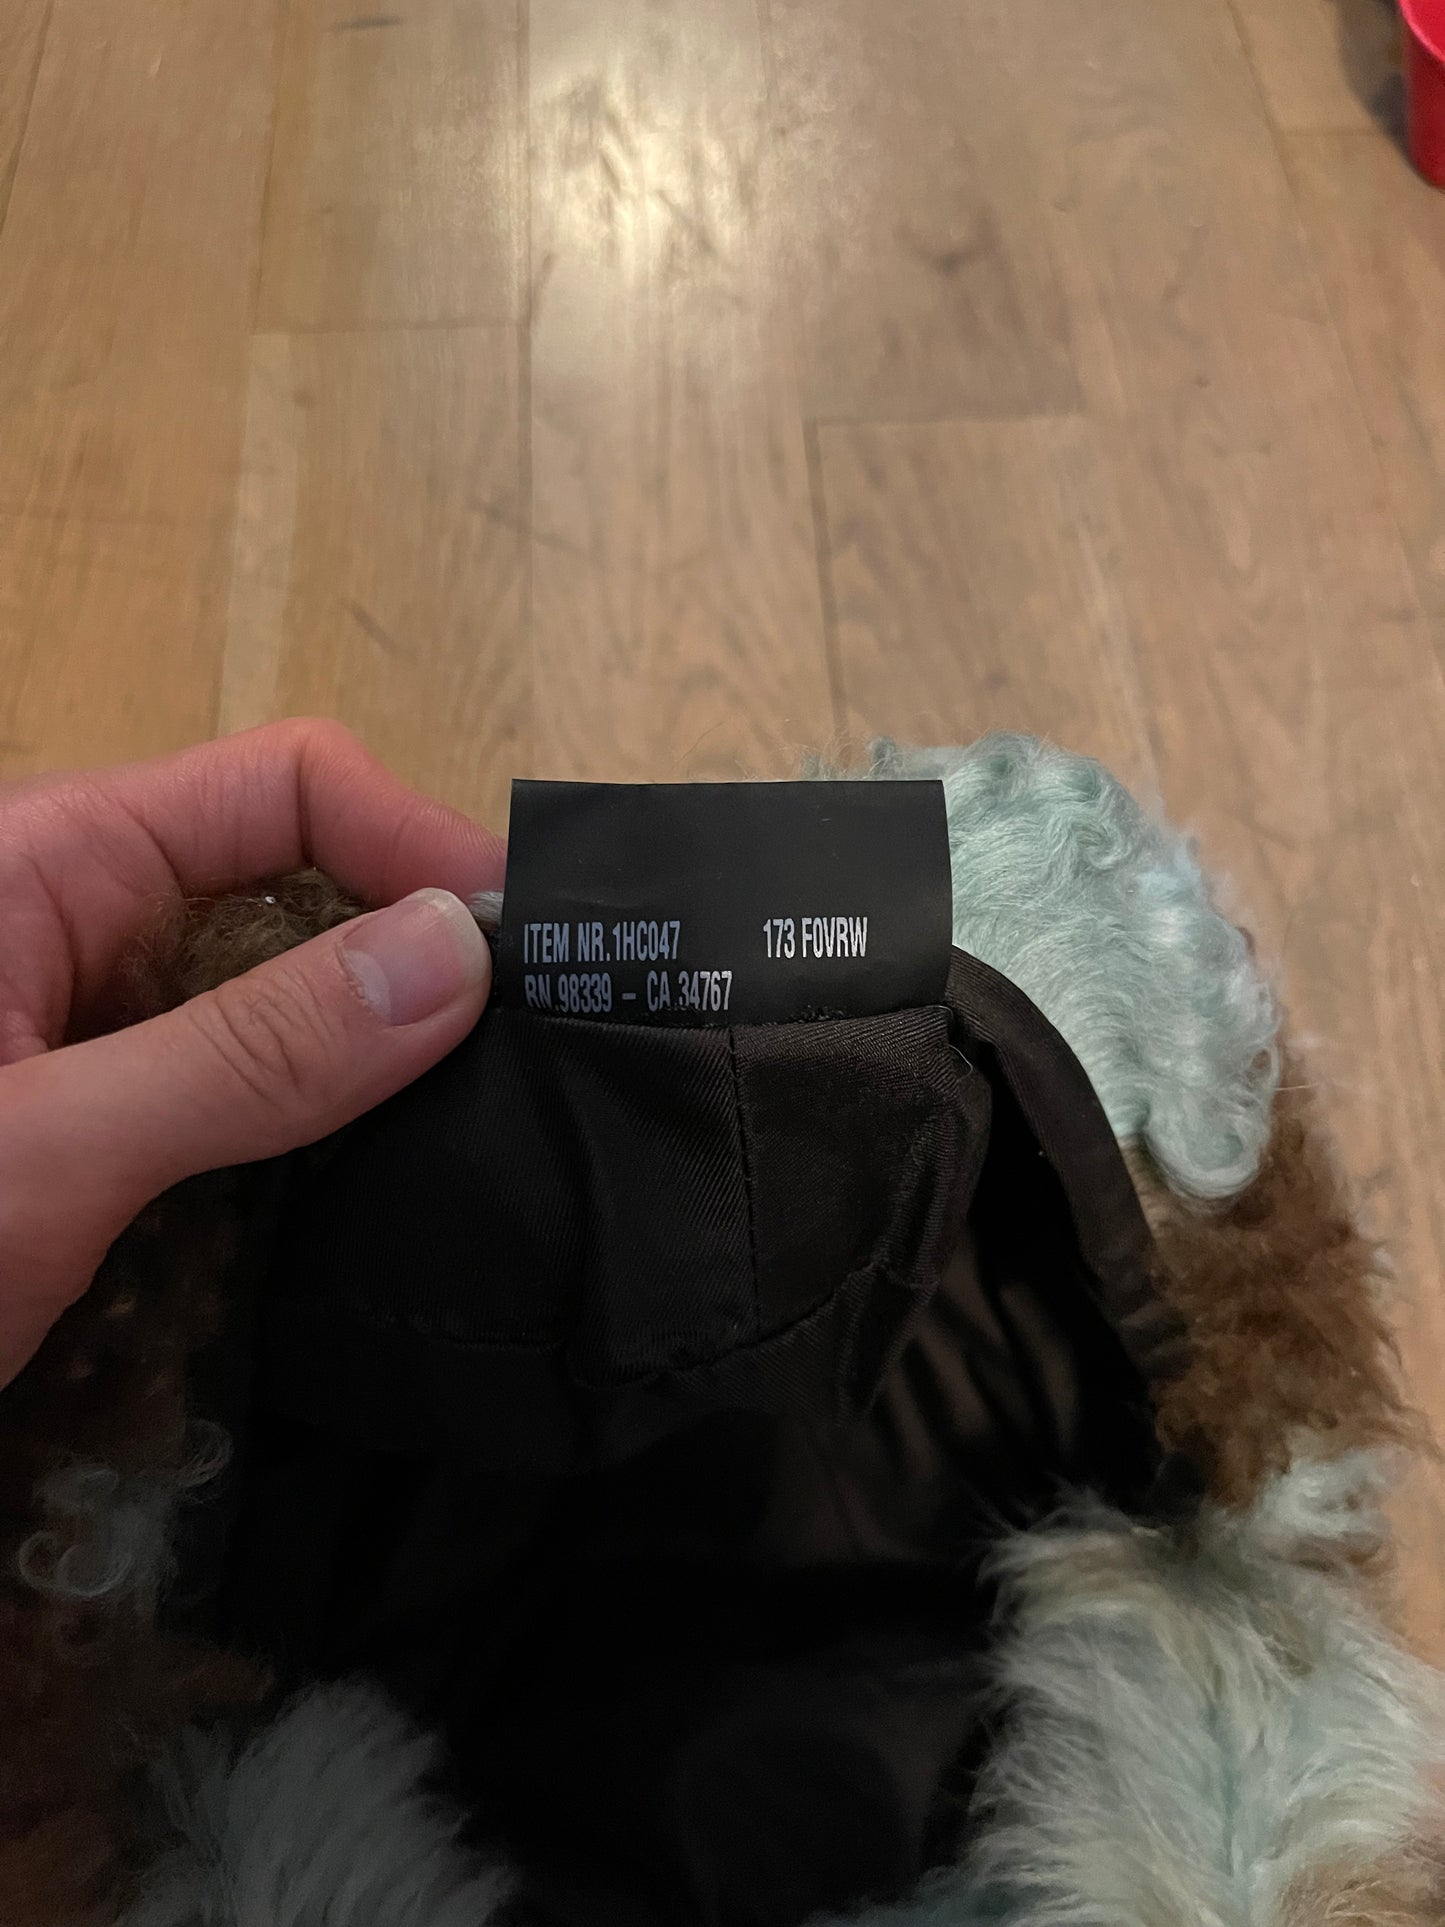 ITEM NR.1HC047 173 F0VRW
RN.98339 – CA.34767